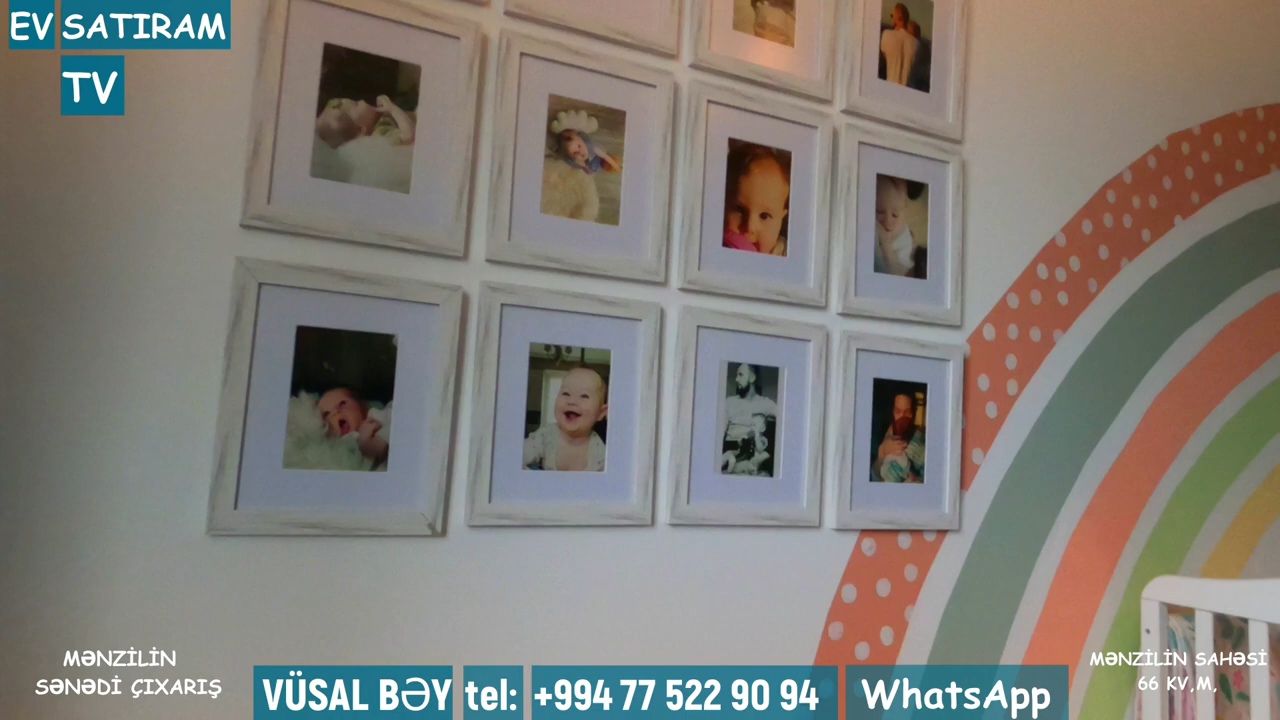 EV SATIRAM
TV
MƏNZİLİN
SƏNƏDİ ÇIXARIŞ
VÜSAL BƏY tel: +994 77 522 90 94 WhatsApp
MƏNZİLİN SAHƏSİ
66 KV,M,